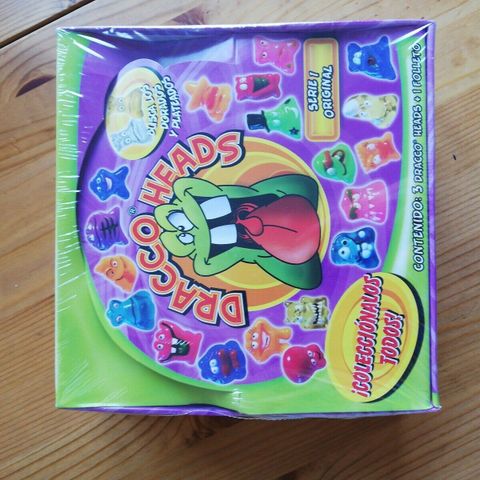 ¡BUSCA LOS
DORADOS
Y PLATEADOS
SERIE 1
ORIGINAL
DRACCO® HEADS
CONTENIDO: 3 DRACCO® HEADS + 1 FOLLETO
¡COLECCIÓNALOS
TODOS!